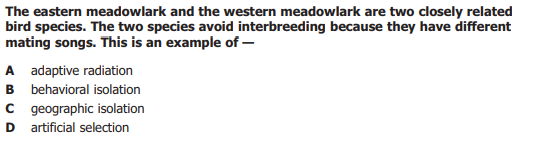 The eastern meadowlark and the western meadowlark are two closely related
bird species. The two species avoid interbreeding because they have different
mating songs. This is an example of —
A adaptive radiation
B behavioral isolation
C geographic isolation
D artificial selection